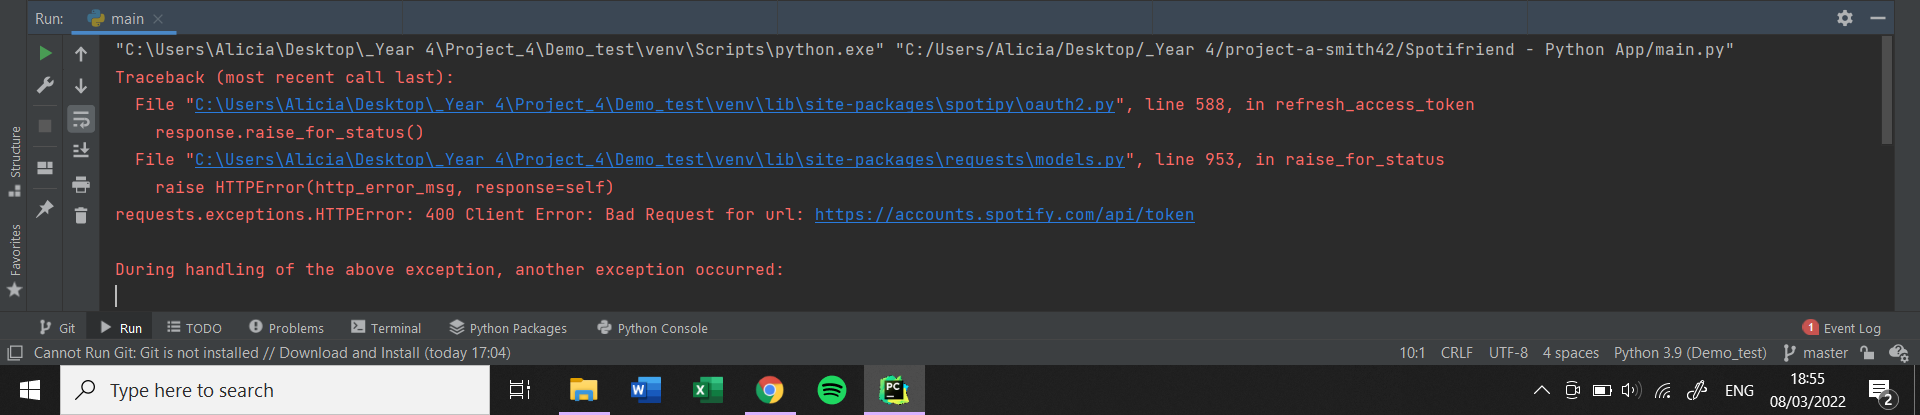 Run: main
"C:\Users\Alicia\Desktop\_Year 4\Project_4\Demo_test\venv\Scripts\python.exe" "C:/Users/Alicia/Desktop/_Year 4/project-a-smith42/Spotifriend - Python App/main.py"
Traceback (most recent call last):
  File "C:\Users\Alicia\Desktop\_Year 4\Project_4\Demo_test\venv\lib\site-packages\spotipy\oauth2.py", line 588, in refresh_access_token
    response.raise_for_status()
  File "C:\Users\Alicia\Desktop\_Year 4\Project_4\Demo_test\venv\lib\site-packages\requests\models.py", line 953, in raise_for_status
    raise HTTPError(http_error_msg, response=self)
requests.exceptions.HTTPError: 400 Client Error: Bad Request for url: https://accounts.spotify.com/api/token
During handling of the above exception, another exception occurred:
Structure
Favorites
Git Run TODO Problems Terminal Python Packages Python Console 1 Event Log
Cannot Run Git: Git is not installed // Download and Install (today 17:04) 10:1 CRLF UTF-8 4 spaces Python 3.9 (Demo_test) master
Type here to search W X PC ENG 18:55
08/03/2022 2